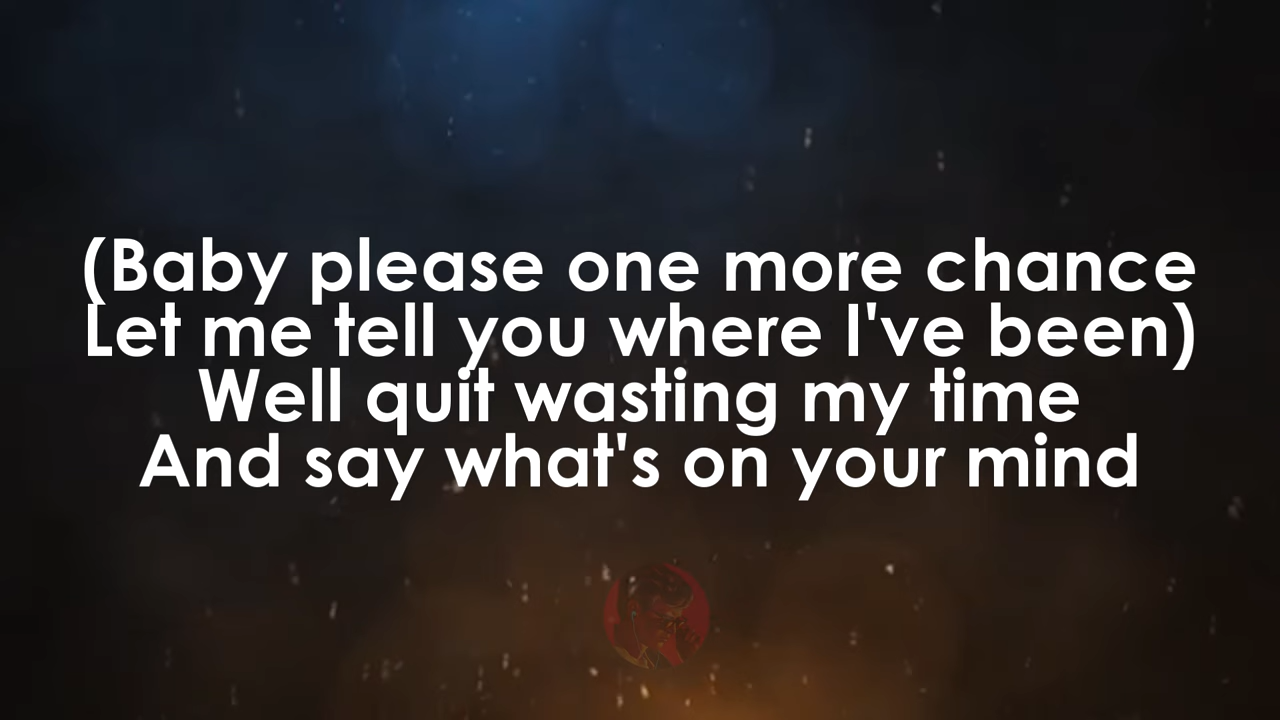 (Baby please one more chance
Let me tell you where I've been)
Well quit wasting my time
And say what's on your mind